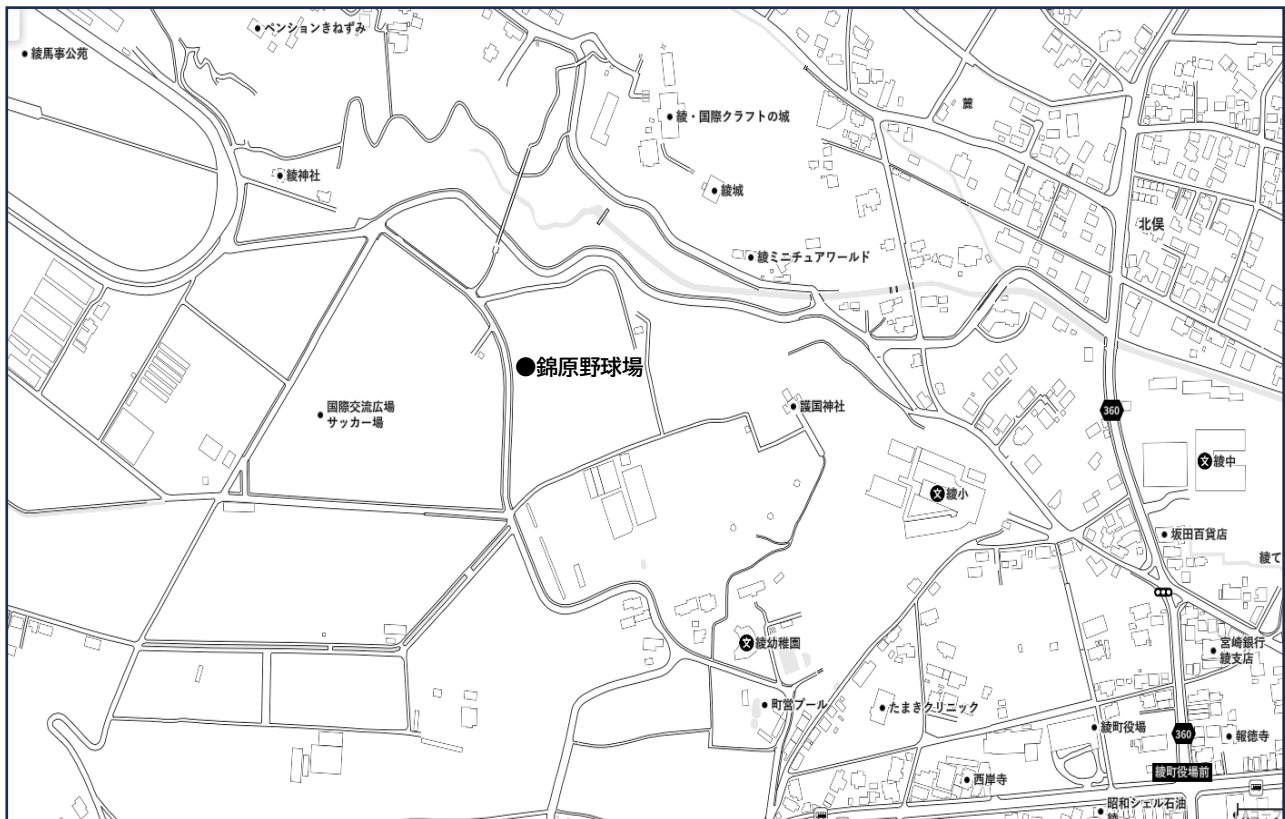 ペンションきねずみ
綾馬事公苑
綾・国際クラフトの城
麓
綾神社
綾城
北俣
綾ミニチュアワールド
錦原野球場
国際交流広場
サッカー場
護国神社
360
文 綾中
文 綾小
坂田百貨店
綾て
文 綾幼稚園
宮崎銀行
綾支店
町営プール
たまきクリニック
綾町役場
360
報徳寺
綾町役場前
西岸寺
昭和シェル石油